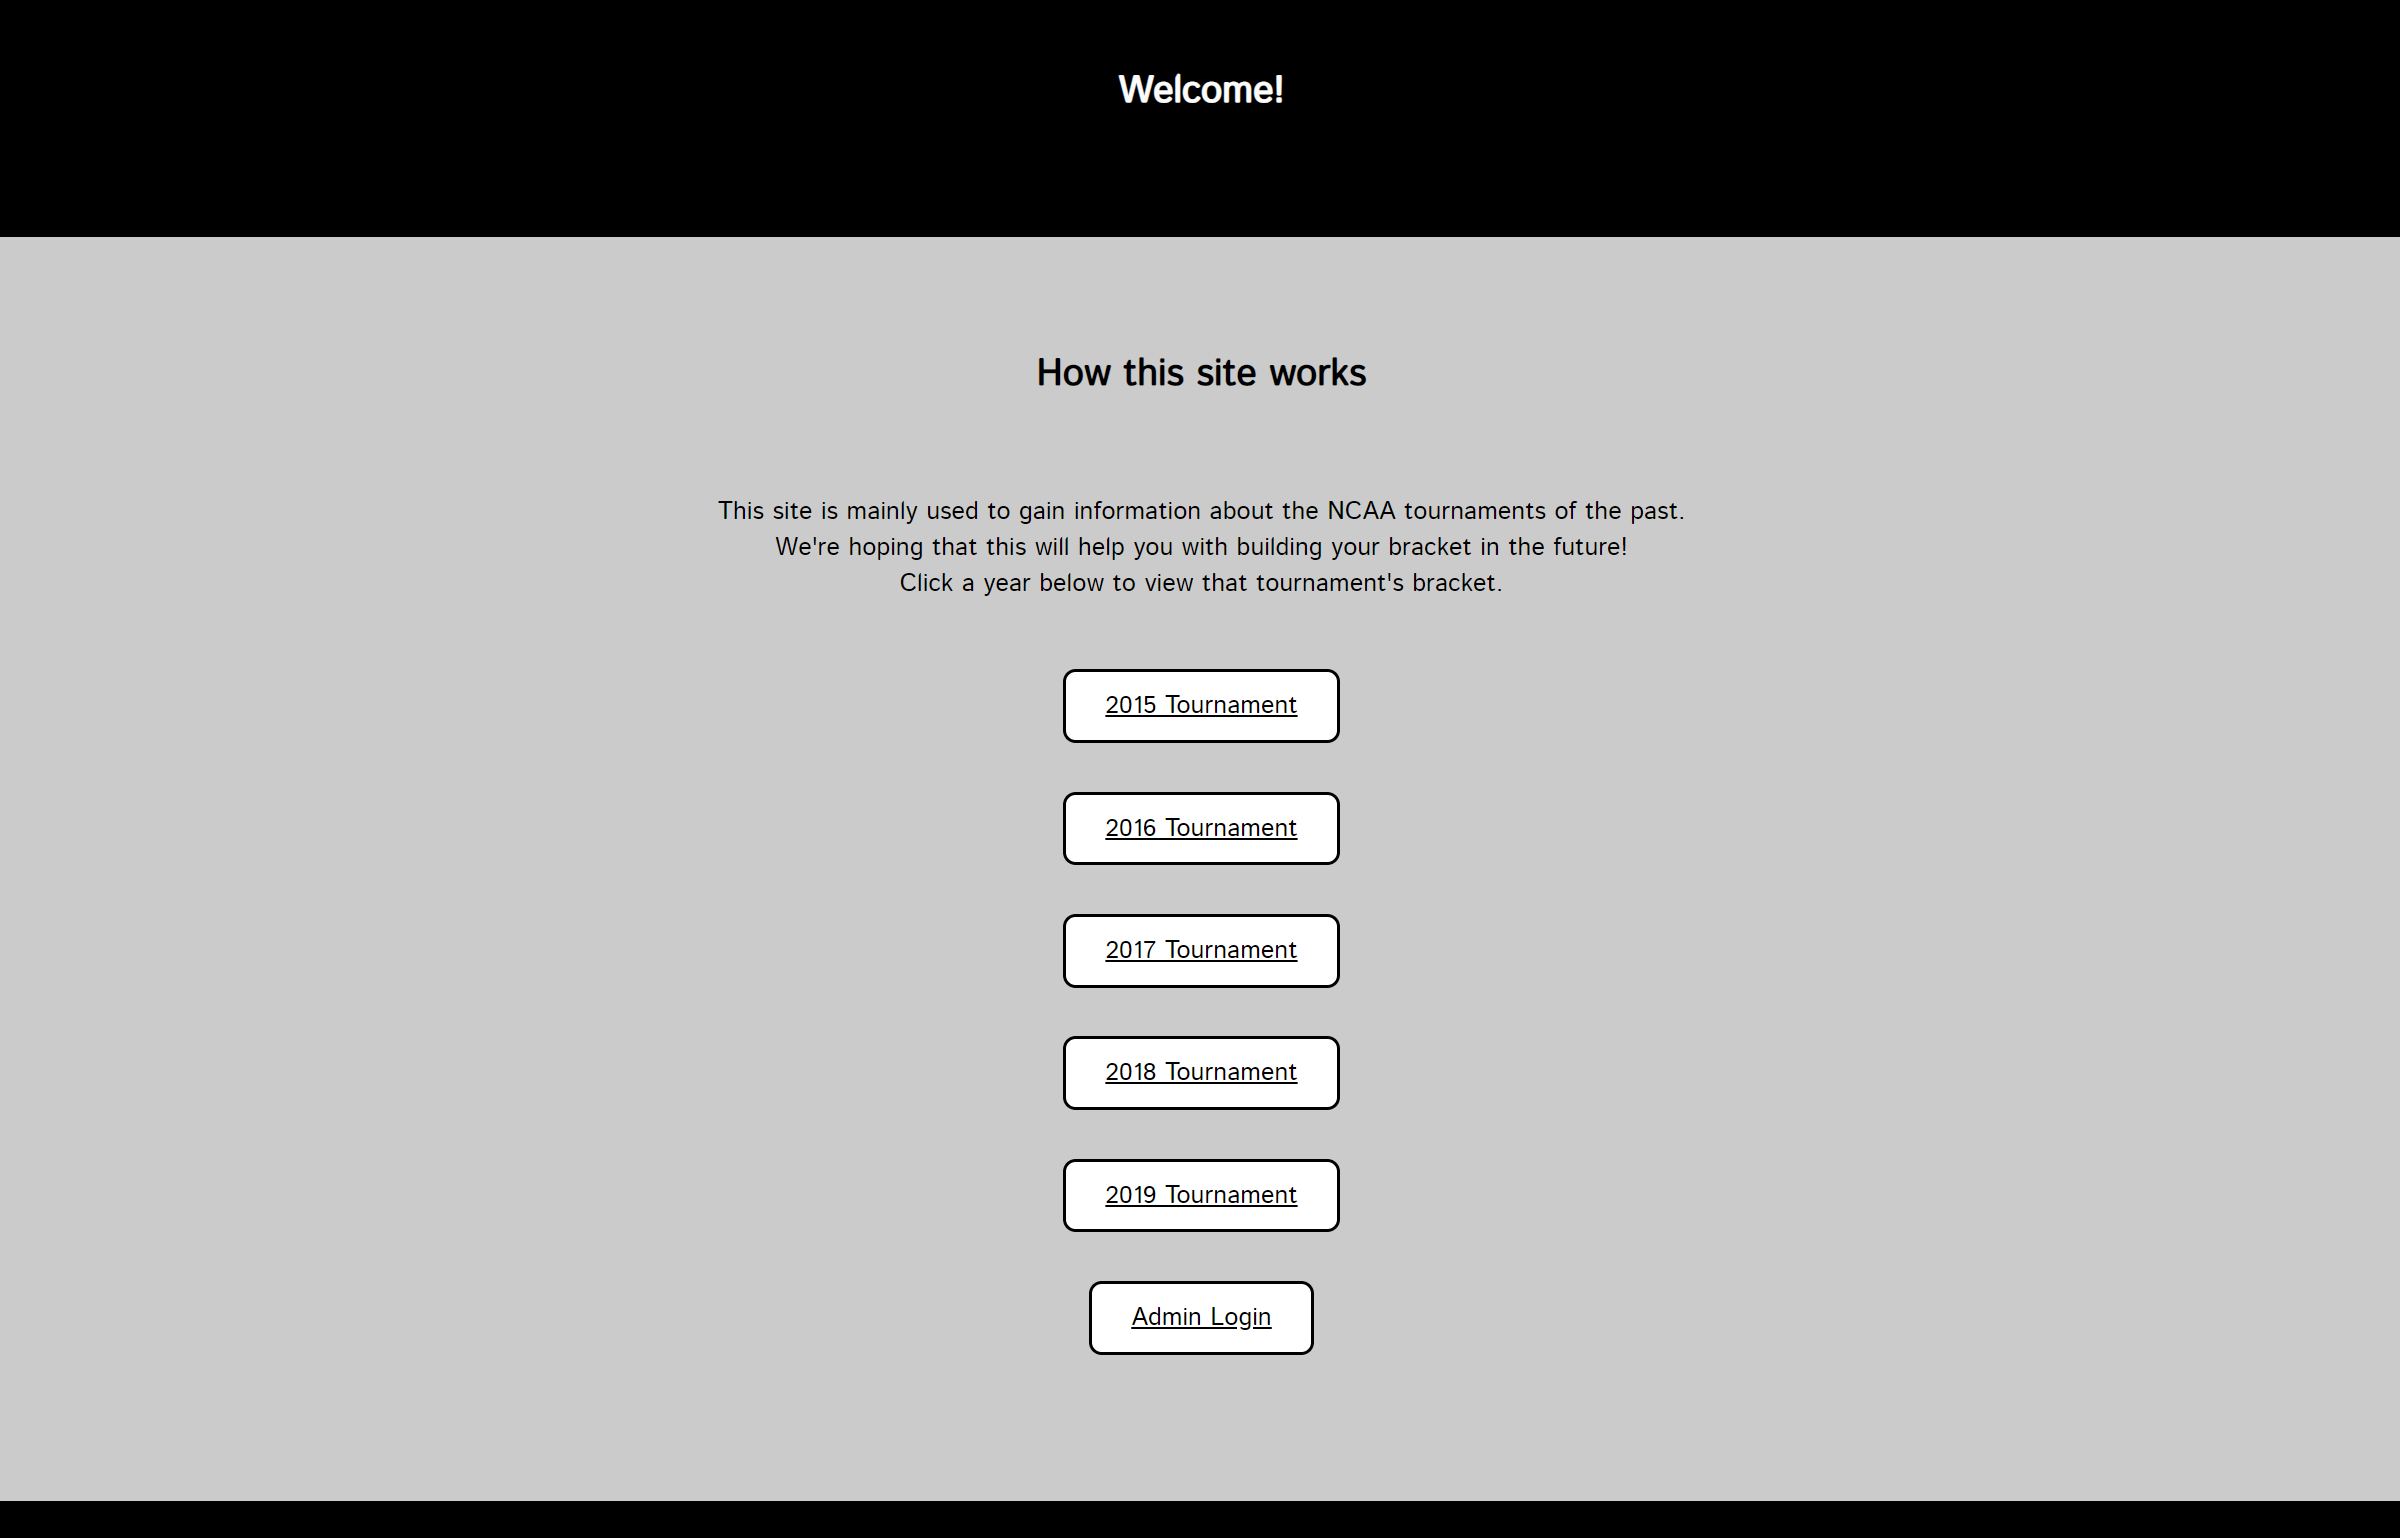 Welcome!
How this site works
This site is mainly used to gain information about the NCAA tournaments of the past.
We're hoping that this will help you with building your bracket in the future!
Click a year below to view that tournament's bracket.
2015 Tournament
2016 Tournament
2017 Tournament
2018 Tournament
2019 Tournament
Admin Login